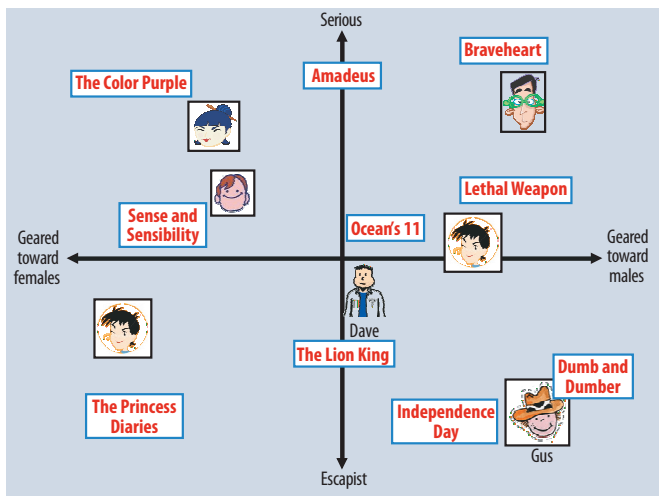 Serious
Braveheart
The Color Purple
Amadeus
Lethal Weapon
Sense and
Sensibility
Ocean's 11
Geared
toward
females
Geared
toward
males
Dave
The Lion King
Dumb and
Dumber
The Princess
Diaries
Independence
Day
Gus
Escapist